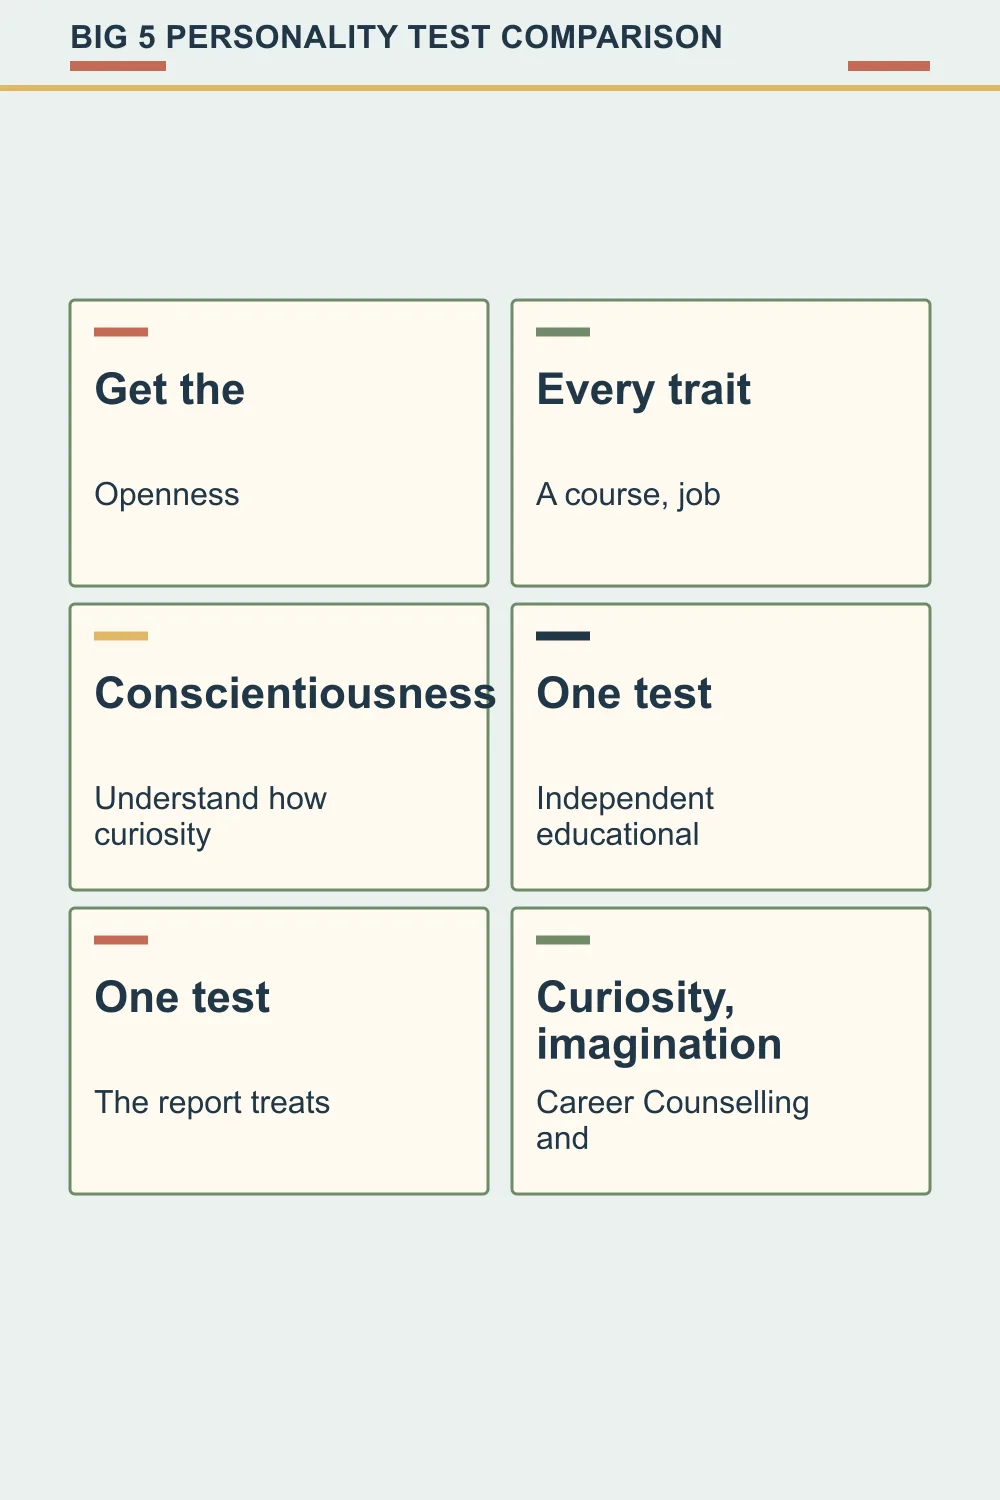 BIG 5 PERSONALITY TEST COMPARISON
Get the
Openness
Every trait
A course, job
Conscientiousness
Understand how
curiosity
One test
Independent
educational
One test
The report treats
Curiosity,
imagination
Career Counselling
and